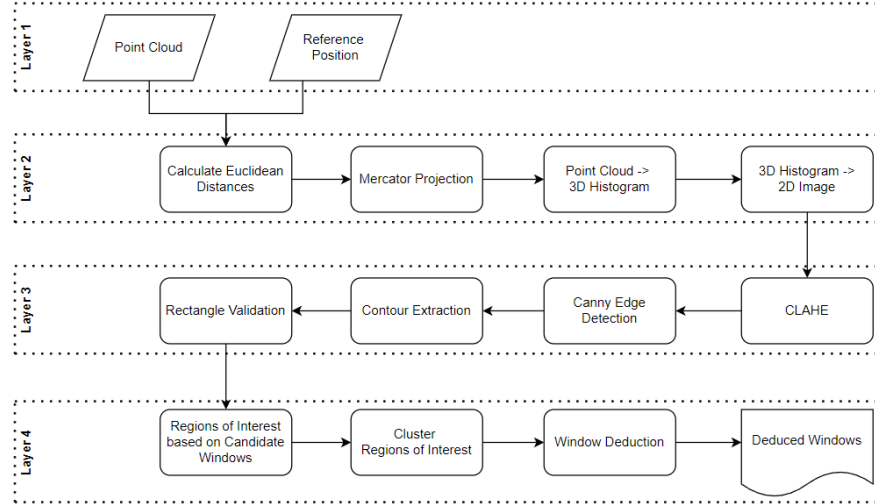 Layer 1
Point Cloud
Reference
Position
Layer 2
Calculate Euclidean
Distances
Mercator Projection
Point Cloud ->
3D Histogram
3D Histogram ->
2D Image
Layer 3
Rectangle Validation
Contour Extraction
Canny Edge
Detection
CLAHE
Layer 4
Regions of Interest
based on Candidate
Windows
Cluster
Regions of Interest
Window Deduction
Deduced Windows